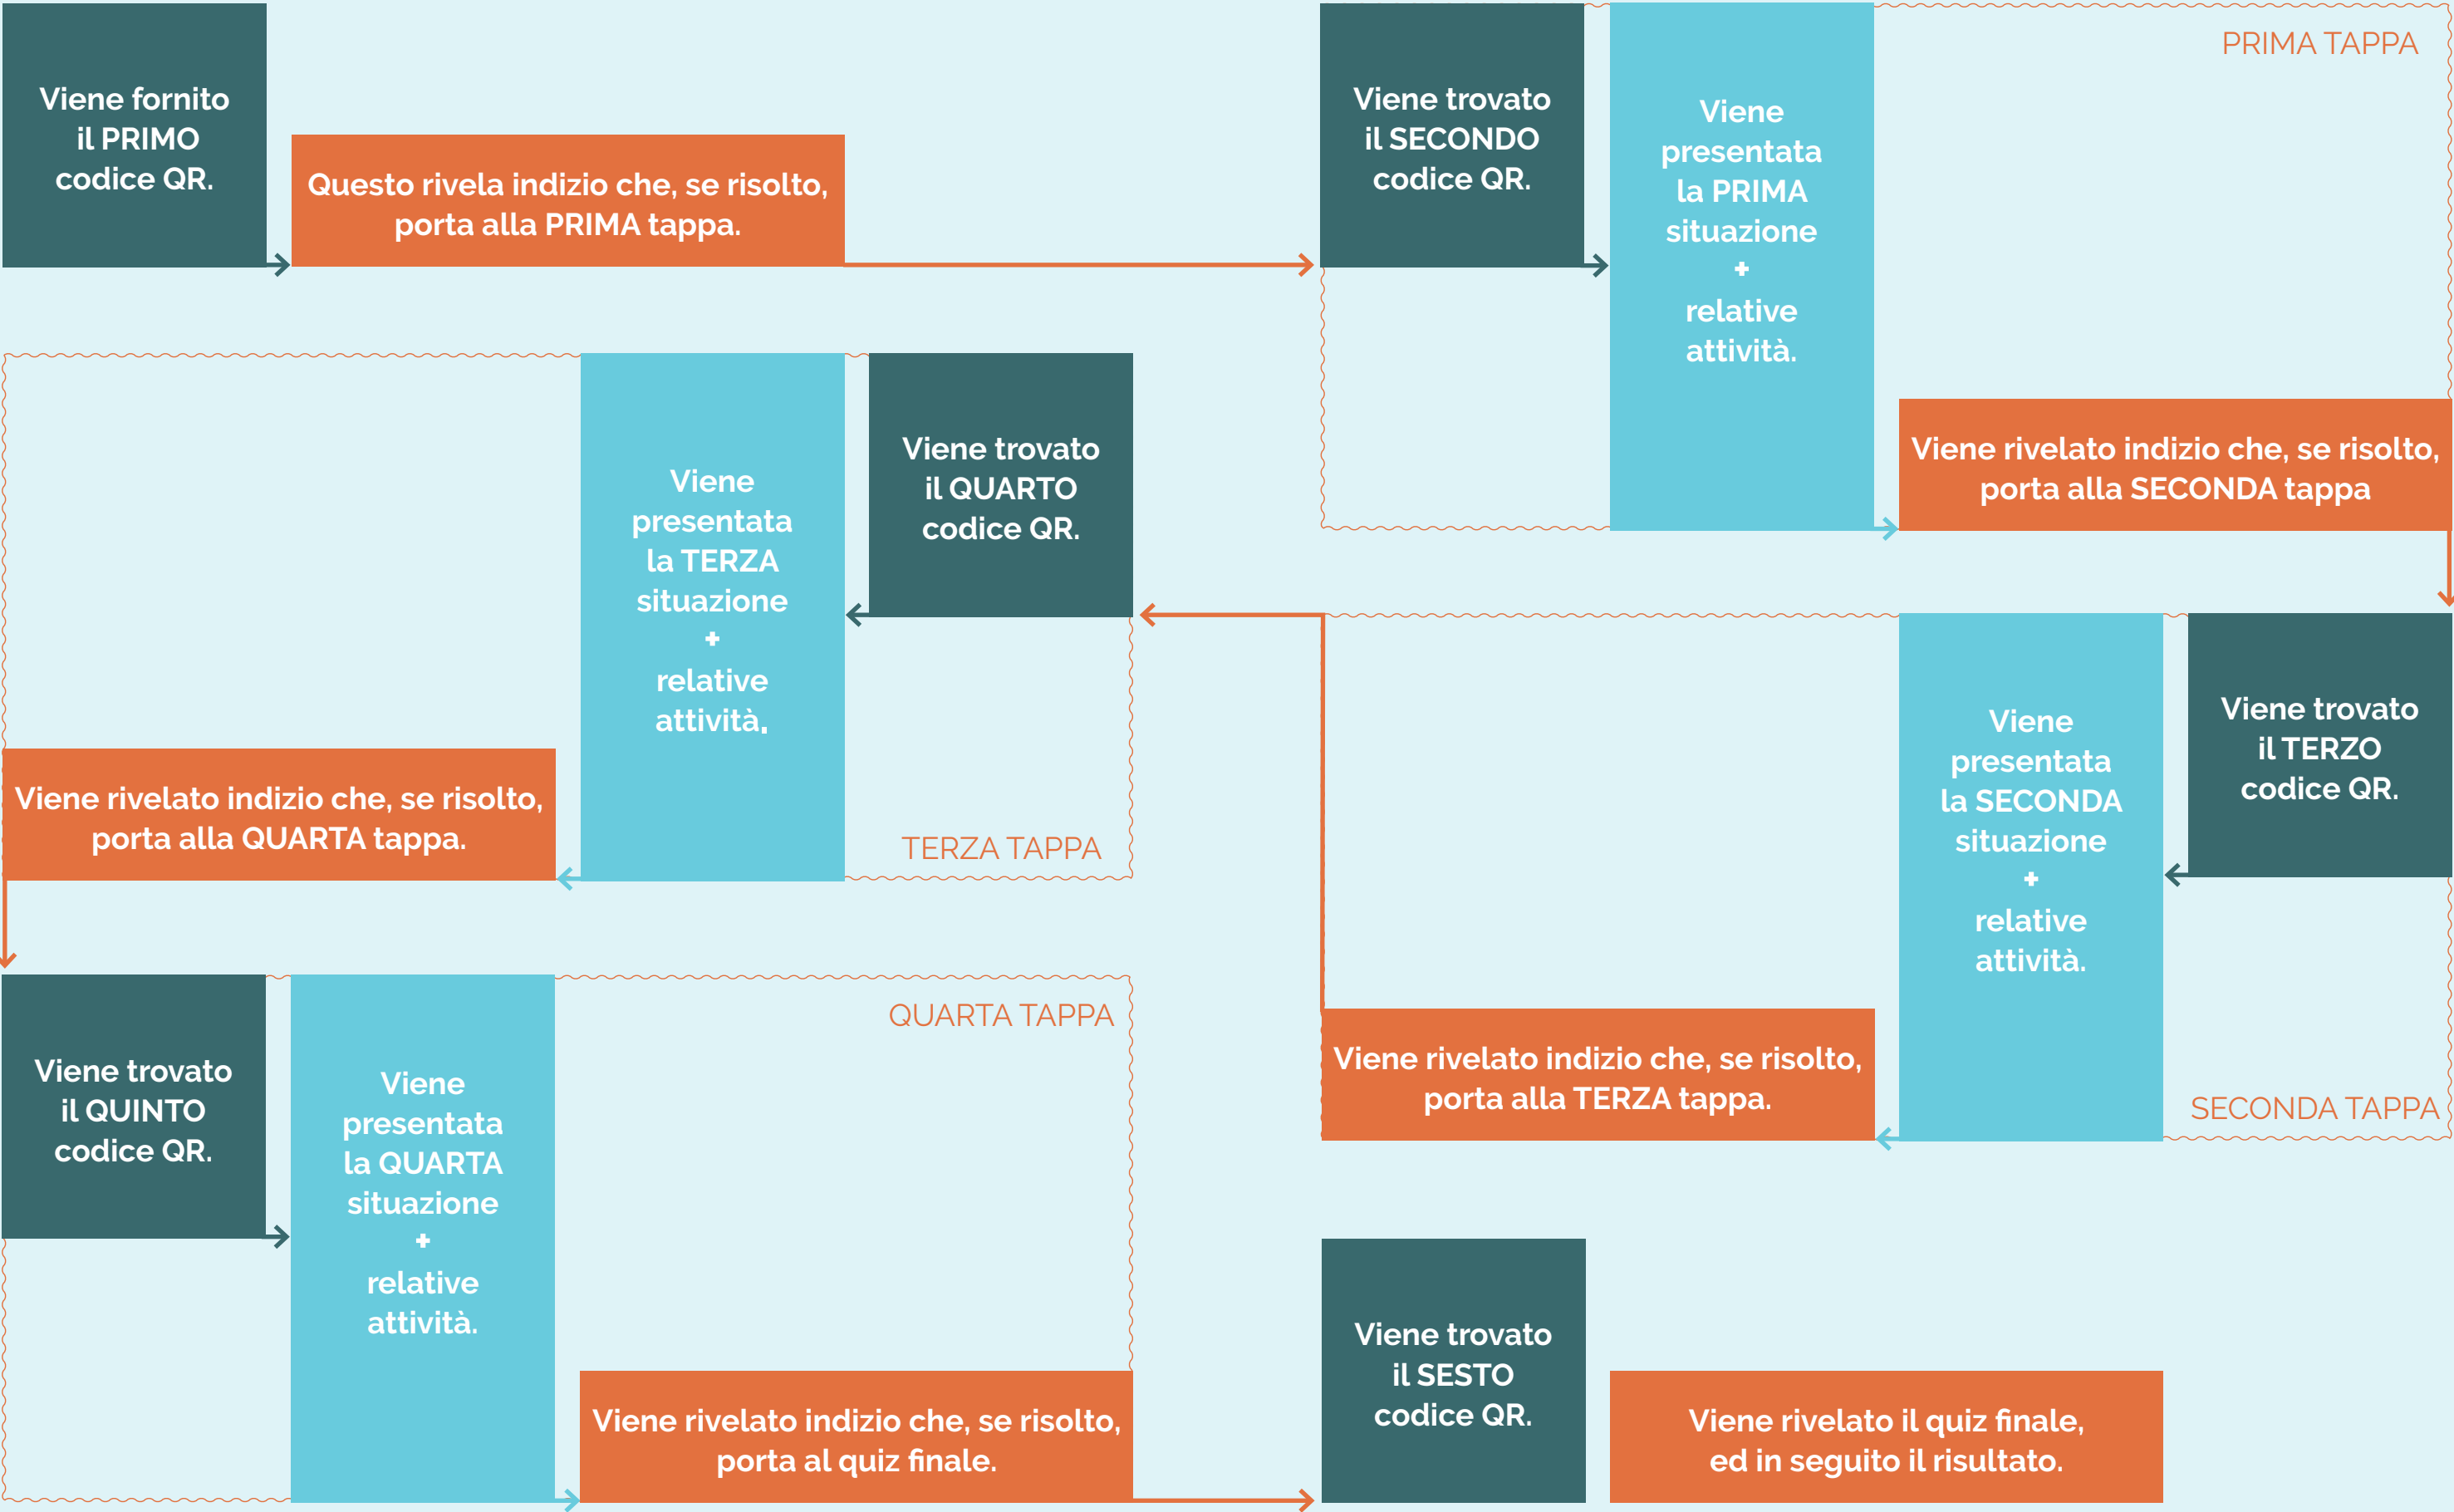 Viene fornito
il PRIMO
codice QR.
Questo rivela indizio che, se risolto,
porta alla PRIMA tappa.
PRIMA TAPPA
Viene trovato
il SECONDO
codice QR.
Viene
presentata
la PRIMA
situazione
+
relative
attività.
Viene rivelato indizio che, se risolto,
porta alla SECONDA tappa
Viene trovato
il TERZO
codice QR.
Viene
presentata
la SECONDA
situazione
+
relative
attività.
Viene rivelato indizio che, se risolto,
porta alla TERZA tappa.
SECONDA TAPPA
Viene trovato
il QUARTO
codice QR.
Viene
presentata
la TERZA
situazione
+
relative
attività.
Viene rivelato indizio che, se risolto,
porta alla QUARTA tappa.
TERZA TAPPA
QUARTA TAPPA
Viene trovato
il QUINTO
codice QR.
Viene
presentata
la QUARTA
situazione
+
relative
attività.
Viene rivelato indizio che, se risolto,
porta al quiz finale.
Viene trovato
il SESTO
codice QR.
Viene rivelato il quiz finale,
ed in seguito il risultato.